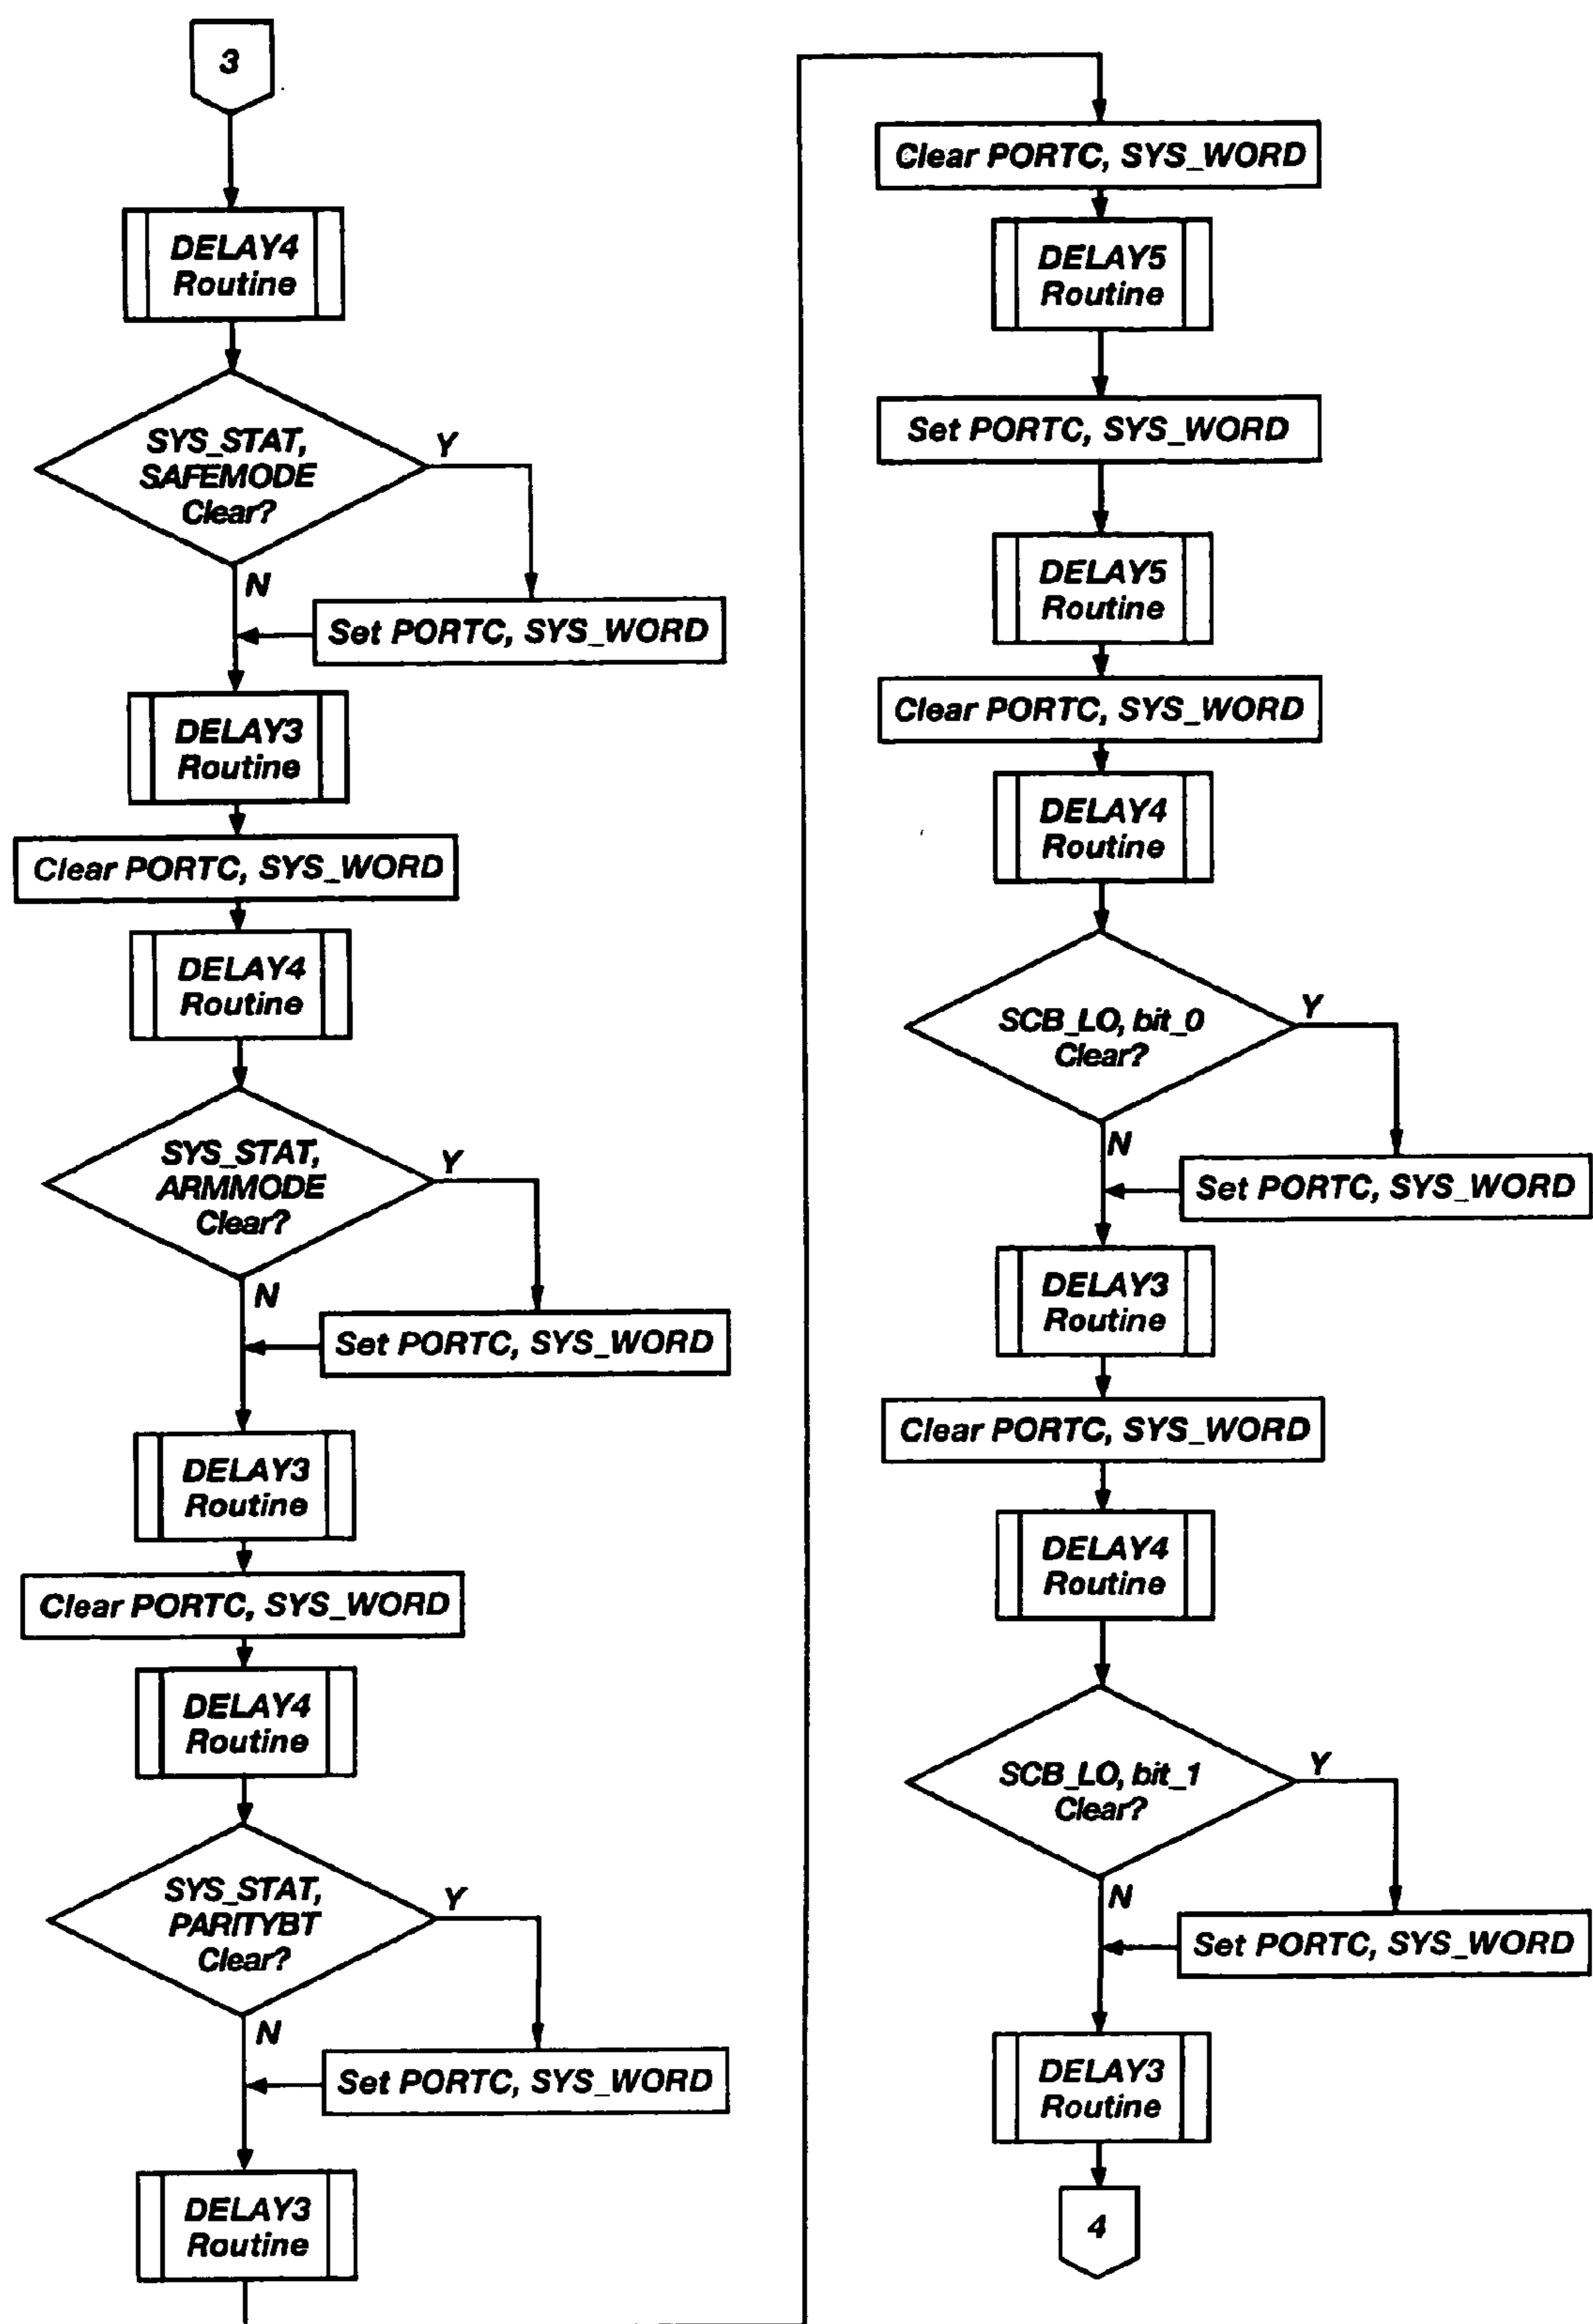 3
DELAY4
Routine
SYS_STAT,
SAFEMODE
Clear?
Y
N
Set PORTC, SYS_WORD
DELAY3
Routine
Clear PORTC, SYS_WORD
DELAY4
Routine
SYS_STAT,
ARMMODE
Clear?
Y
N
Set PORTC, SYS_WORD
DELAY3
Routine
Clear PORTC, SYS_WORD
DELAY4
Routine
SYS_STAT,
PARITYBT
Clear?
Y
N
Set PORTC, SYS_WORD
DELAY3
Routine
Clear PORTC, SYS_WORD
DELAY5
Routine
Set PORTC, SYS_WORD
DELAY5
Routine
Clear PORTC, SYS_WORD
DELAY4
Routine
SCB_LO, bit_0
Clear?
Y
N
Set PORTC, SYS_WORD
DELAY3
Routine
Clear PORTC, SYS_WORD
DELAY4
Routine
SCB_LO, bit_1
Clear?
Y
N
Set PORTC, SYS_WORD
DELAY3
Routine
4